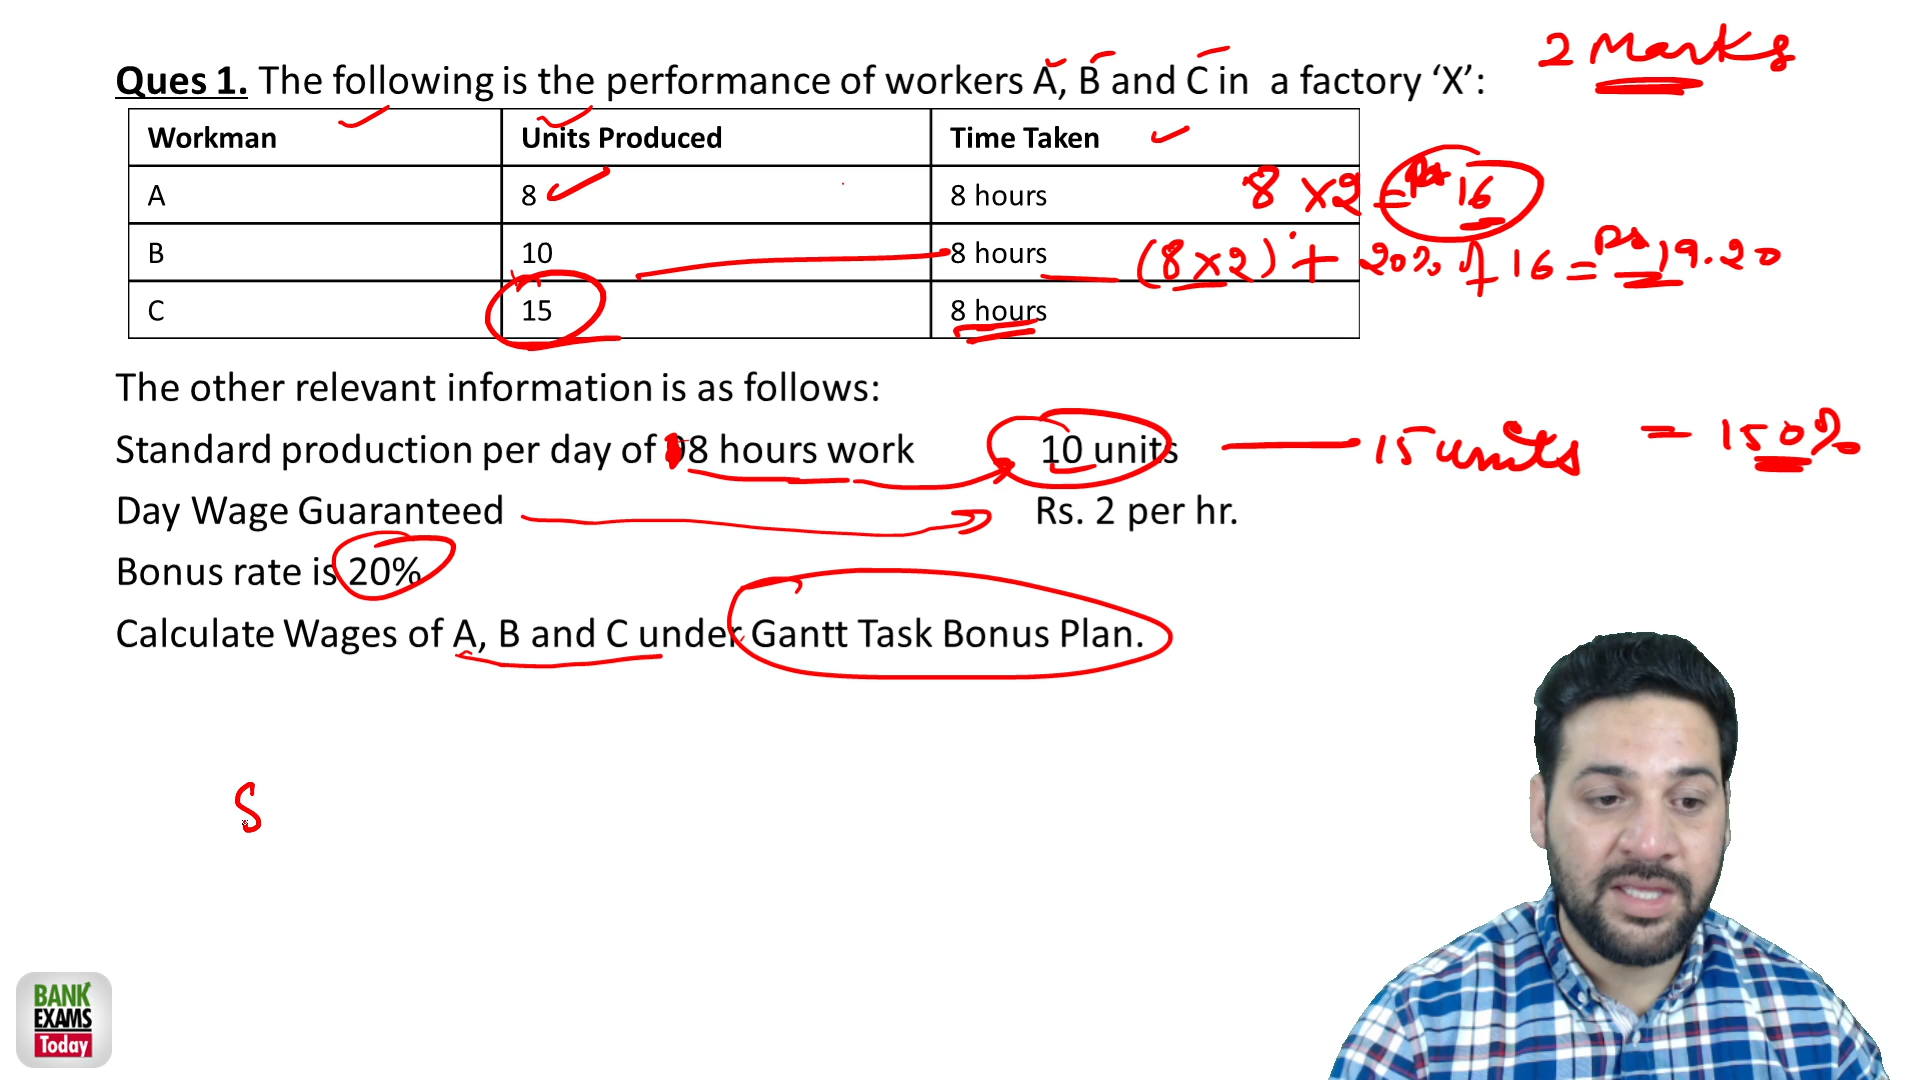 2 Marks
Ques 1. The following is the performance of workers A, B and C in a factory ‘X’:
Workman Units Produced Time Taken
A 8 8 hours 8 × 2 = Rs 16
B 10 8 hours (8×2) + 20% of 16 = Rs 19.20
C 15 8 hours
The other relevant information is as follows:
Standard production per day of 08 hours work 10 units 15 units = 150%
Day Wage Guaranteed Rs. 2 per hr.
Bonus rate is 20%
Calculate Wages of A, B and C under Gantt Task Bonus Plan.
S
BANK
EXAMS
Today